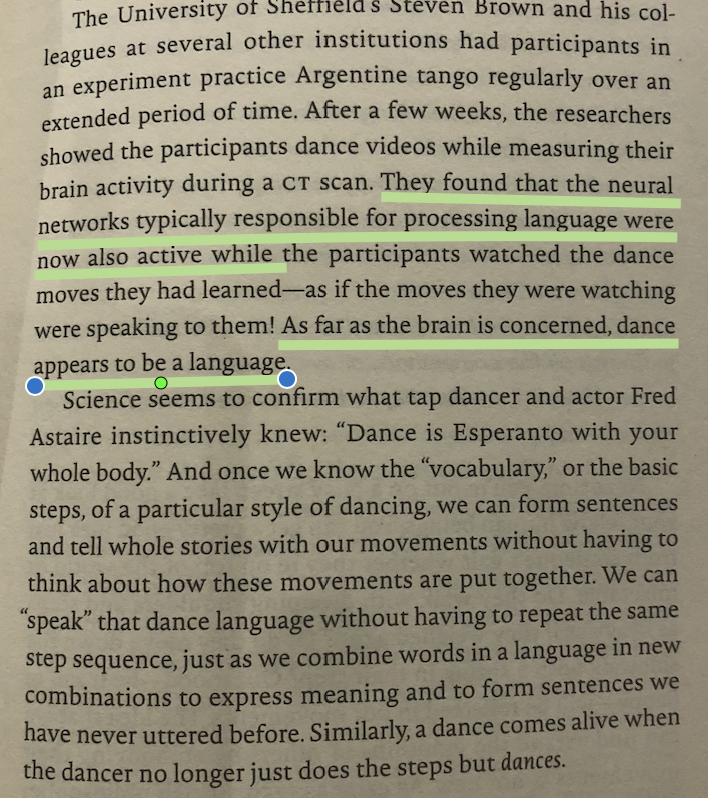 The University of Sheffield's Steven Brown and his col-
leagues at several other institutions had participants in
an experiment practice Argentine tango regularly over an
extended period of time. After a few weeks, the researchers
showed the participants dance videos while measuring their
brain activity during a CT scan. They found that the neural
networks typically responsible for processing language were
now also active while the participants watched the dance
moves they had learned—as if the moves they were watching
were speaking to them! As far as the brain is concerned, dance
appears to be a language.
Science seems to confirm what tap dancer and actor Fred
Astaire instinctively knew: “Dance is Esperanto with your
whole body.” And once we know the “vocabulary,” or the basic
steps, of a particular style of dancing, we can form sentences
and tell whole stories with our movements without having to
think about how these movements are put together. We can
“speak” that dance language without having to repeat the same
step sequence, just as we combine words in a language in new
combinations to express meaning and to form sentences we
have never uttered before. Similarly, a dance comes alive when
the dancer no longer just does the steps but dances.